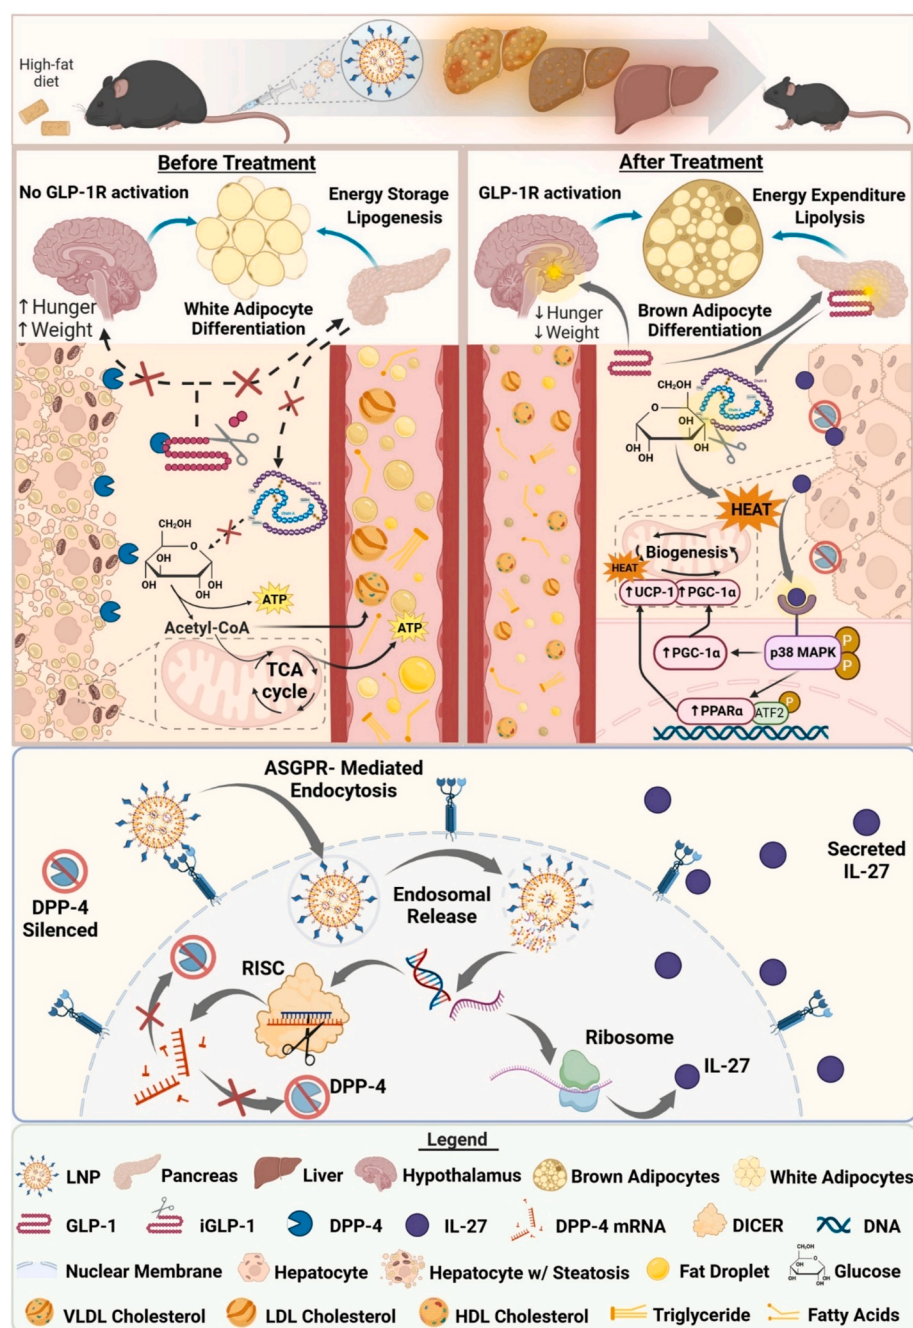 High-fat
diet
Before Treatment
No GLP-1R activation
Energy Storage
Lipogenesis
↑Hunger
↑Weight
White Adipocyte
Differentiation
CH₂OH
O
OH
OH
HO
OH
Chain A
Acetyl-CoA
ATP
ATP
TCA
cycle
After Treatment
GLP-1R activation
Energy Expenditure
Lipolysis
↓Hunger
↓Weight
Brown Adipocyte
Differentiation
CH₂OH
O
OH
OH
OH
HEAT
Biogenesis
HEAT
↑UCP-1
↑PGC-1α
↑PGC-1α
p38 MAPK
P
P
↑PPARα
ATF2
P
ASGPR- Mediated
Endocytosis
Secreted
IL-27
DPP-4
Silenced
Endosomal
Release
RISC
Ribosome
IL-27
DPP-4
Legend
LNP
Pancreas
Liver
Hypothalamus
Brown Adipocytes
White Adipocytes
GLP-1
iGLP-1
DPP-4
IL-27
DPP-4 mRNA
DICER
DNA
Nuclear Membrane
Hepatocyte
Hepatocyte w/ Steatosis
Fat Droplet
CH₂OH
Glucose
VLDL Cholesterol
LDL Cholesterol
HDL Cholesterol
Triglyceride
Fatty Acids